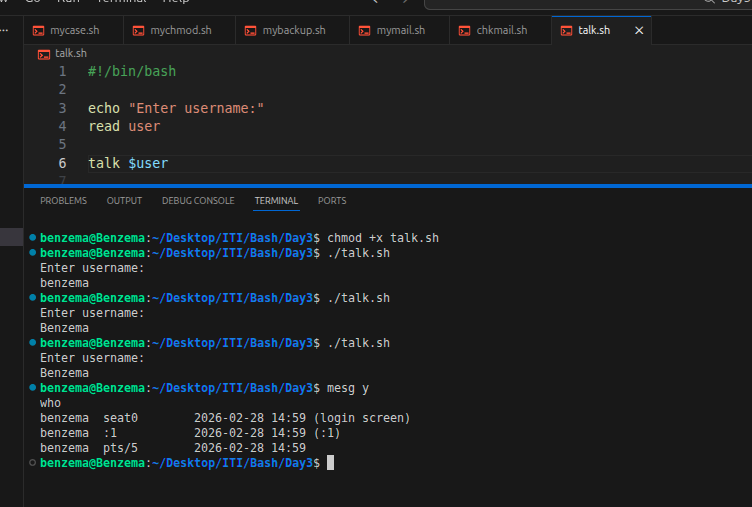 Go Run Terminal Help
mycase.sh mychmod.sh mybackup.sh mymail.sh chkmail.sh talk.sh
talk.sh
1 #!/bin/bash
2
3 echo "Enter username:"
4 read user
5
6 talk $user
7
PROBLEMS OUTPUT DEBUG CONSOLE TERMINAL PORTS
benzema@Benzema:~/Desktop/ITI/Bash/Day3$ chmod +x talk.sh
benzema@Benzema:~/Desktop/ITI/Bash/Day3$ ./talk.sh
Enter username:
benzema
benzema@Benzema:~/Desktop/ITI/Bash/Day3$ ./talk.sh
Enter username:
Benzema
benzema@Benzema:~/Desktop/ITI/Bash/Day3$ ./talk.sh
Enter username:
Benzema
benzema@Benzema:~/Desktop/ITI/Bash/Day3$ mesg y
who
benzema  seat0        2026-02-28 14:59 (login screen)
benzema  :1           2026-02-28 14:59 (:1)
benzema  pts/5        2026-02-28 14:59
benzema@Benzema:~/Desktop/ITI/Bash/Day3$